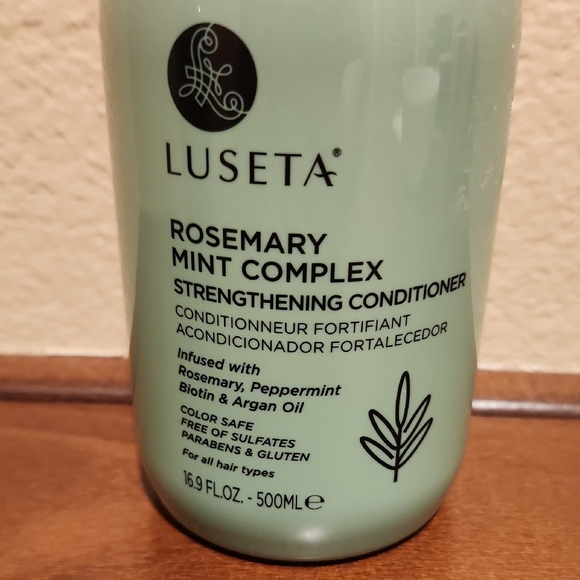 LUSETA®
ROSEMARY
MINT COMPLEX
STRENGTHENING CONDITIONER
CONDITIONNEUR FORTIFIANT
ACONDICIONADOR FORTALECEDOR
Infused with
Rosemary, Peppermint
Biotin & Argan Oil
COLOR SAFE
FREE OF SULFATES
PARABENS & GLUTEN
For all hair types
16.9 FL.OZ. - 500ML℮